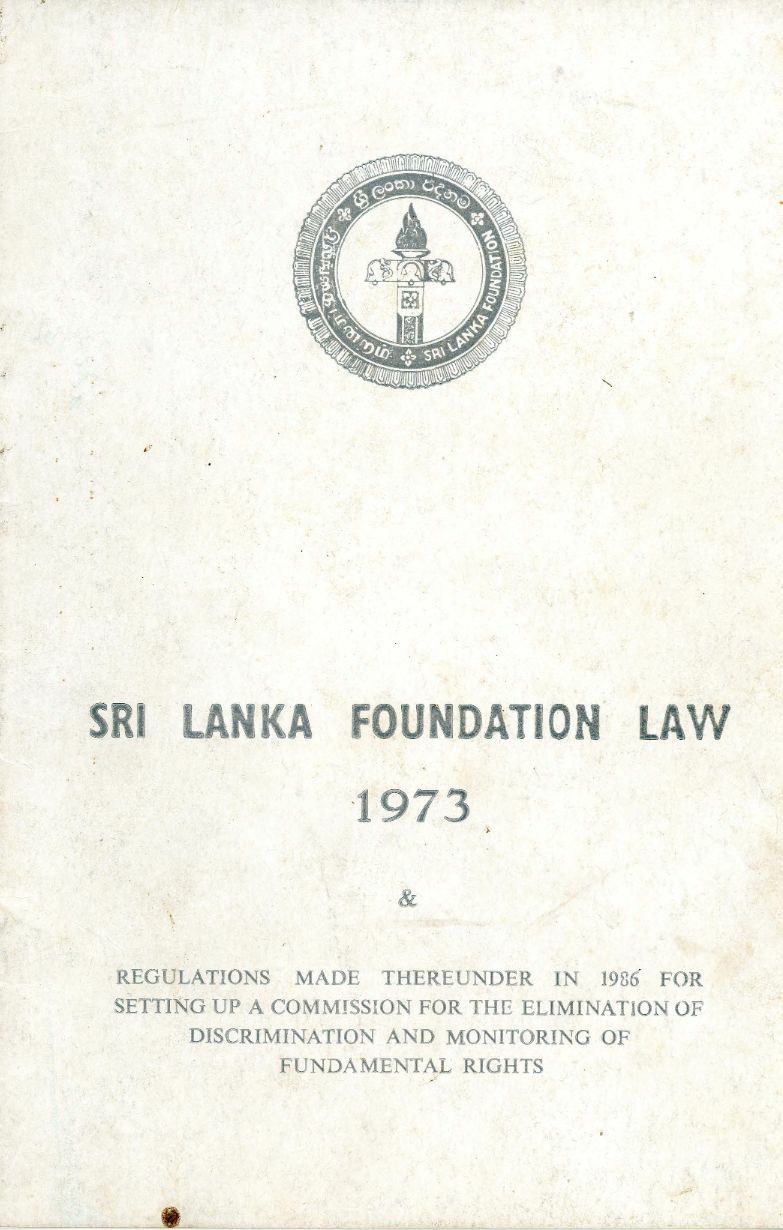 ශ්‍රී ලංකා පදනම
SRI LANKA FOUNDATION
SRI LANKA FOUNDATION LAW
1973
&
REGULATIONS MADE THEREUNDER IN 1986 FOR
SETTING UP A COMMISSION FOR THE ELIMINATION OF
DISCRIMINATION AND MONITORING OF
FUNDAMENTAL RIGHTS